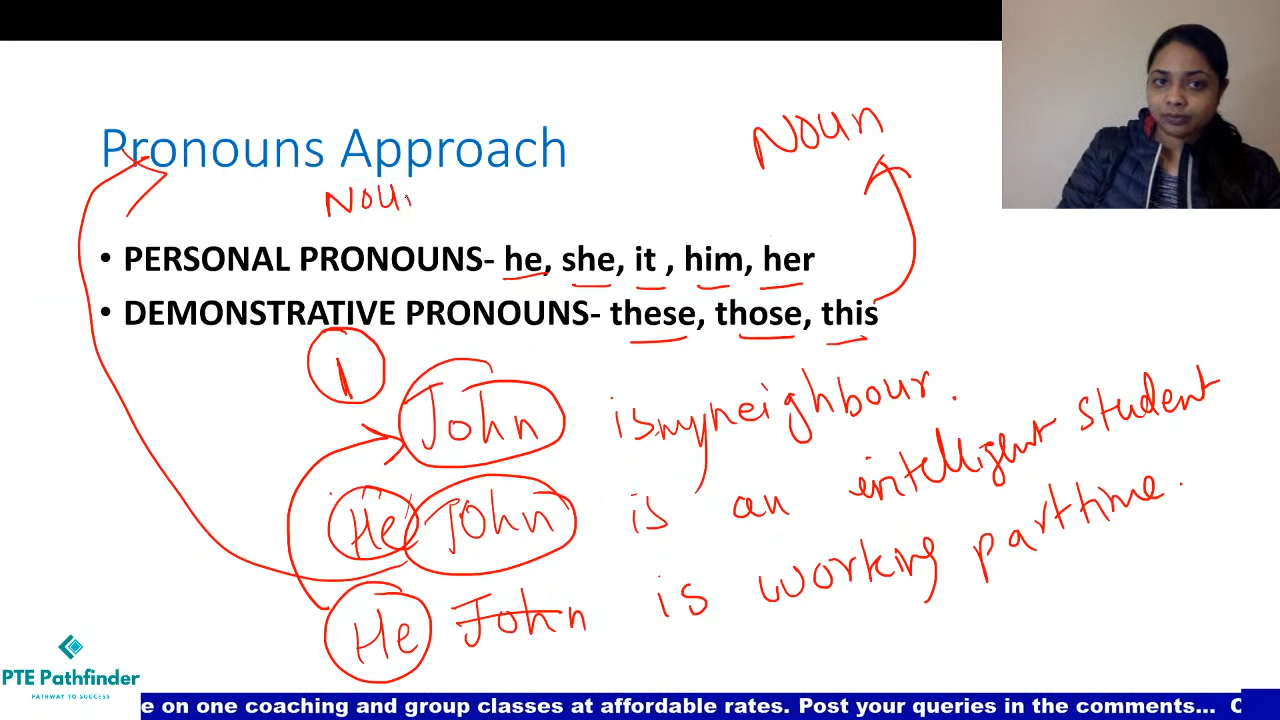 Pronouns Approach
Noun
Nou
• PERSONAL PRONOUNS- he, she, it , him, her
• DEMONSTRATIVE PRONOUNS- these, those, this
1
John is my neighbour.
He John is an intelligent student
He John is working parttime.
PTE Pathfinder
PATHWAY TO SUCCESS
e on one coaching and group classes at affordable rates. Post your queries in the comments...